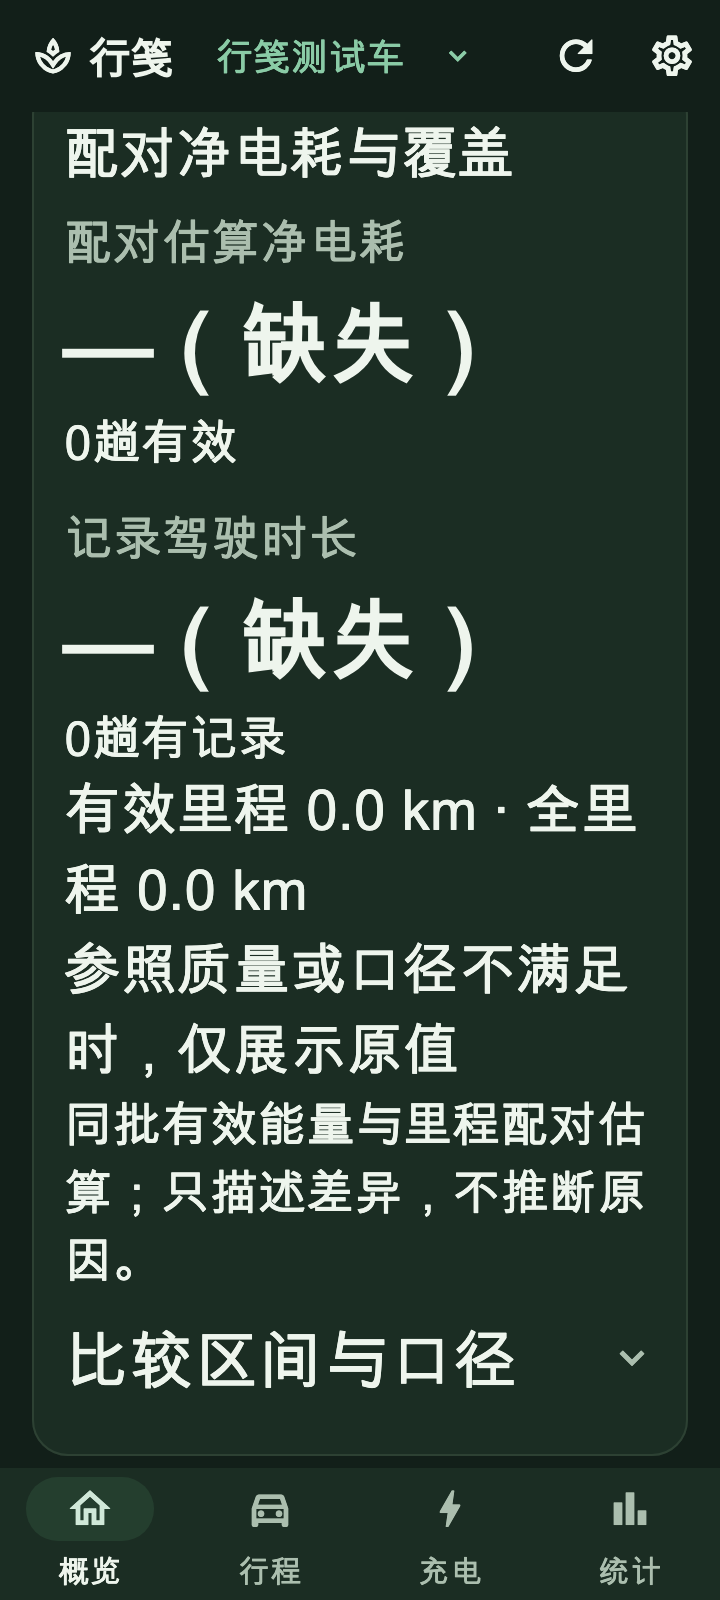 行笺 行笺测试车
配对净电耗与覆盖
配对估算净电耗
—（缺失）
0趟有效
记录驾驶时长
—（缺失）
0趟有记录
有效里程 0.0 km · 全里
程 0.0 km
参照质量或口径不满足
时，仅展示原值
同批有效能量与里程配对估
算；只描述差异，不推断原
因。
比较区间与口径
概览 行程 充电 统计